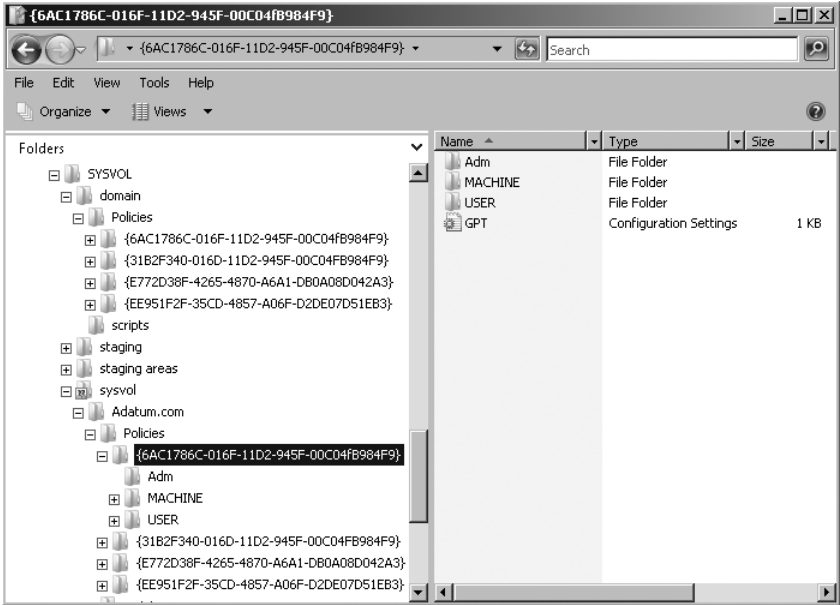 {6AC1786C-016F-11D2-945F-00C04fB984F9}
{6AC1786C-016F-11D2-945F-00C04fB984F9}
Search
File Edit View Tools Help
Organize Views
Folders
SYSVOL
domain
Policies
{6AC1786C-016F-11D2-945F-00C04fB984F9}
{31B2F340-016D-11D2-945F-00C04FB984F9}
{E772D38F-4265-4870-A6A1-DB0A08D042A3}
{EE951F2F-35CD-4857-A06F-D2DE07D51EB3}
scripts
staging
staging areas
sysvol
Adatum.com
Policies
{6AC1786C-016F-11D2-945F-00C04fB984F9}
Adm
MACHINE
USER
{31B2F340-016D-11D2-945F-00C04FB984F9}
{E772D38F-4265-4870-A6A1-DB0A08D042A3}
{EE951F2F-35CD-4857-A06F-D2DE07D51EB3}
Name Type Size
Adm File Folder
MACHINE File Folder
USER File Folder
GPT Configuration Settings 1 KB